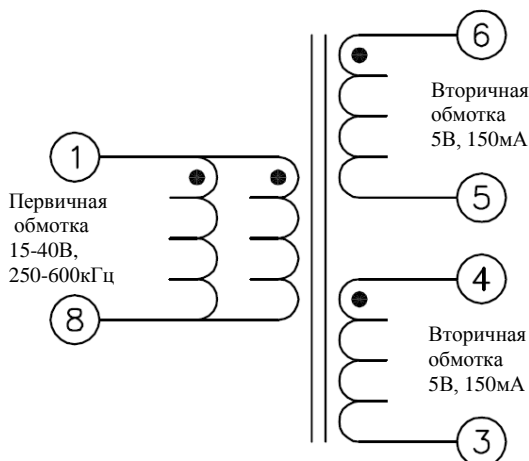 6
Вторичная
обмотка
5В, 150мА
5
1
Первичная
обмотка
15-40В,
250-600кГц
8
4
Вторичная
обмотка
5В, 150мА
3